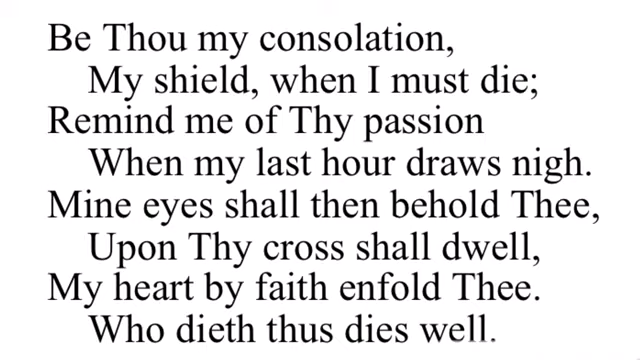 Be Thou my consolation,
My shield, when I must die;
Remind me of Thy passion
When my last hour draws nigh.
Mine eyes shall then behold Thee,
Upon Thy cross shall dwell,
My heart by faith enfold Thee.
Who dieth thus dies well.